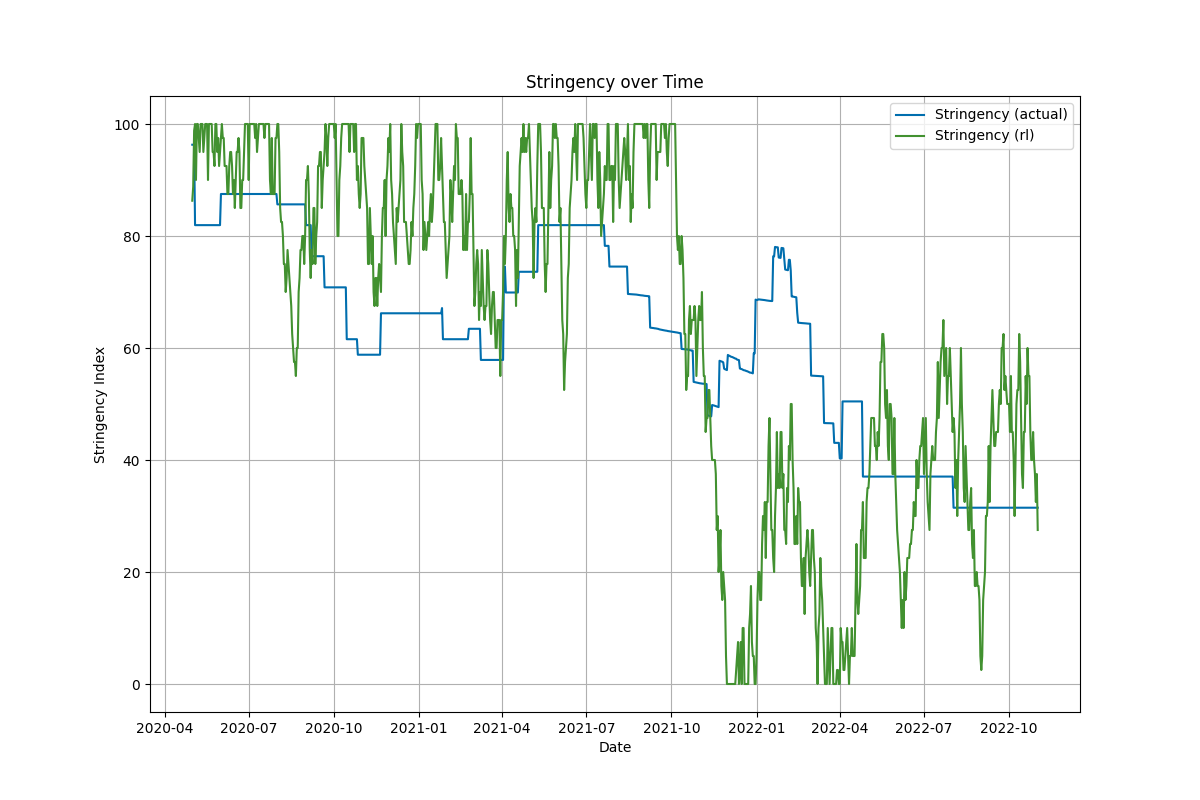 Stringency over Time
Stringency (actual)
Stringency (rl)
100
80
60
40
20
0
Stringency Index
2020-04 2020-07 2020-10 2021-01 2021-04 2021-07 2021-10 2022-01 2022-04 2022-07 2022-10
Date